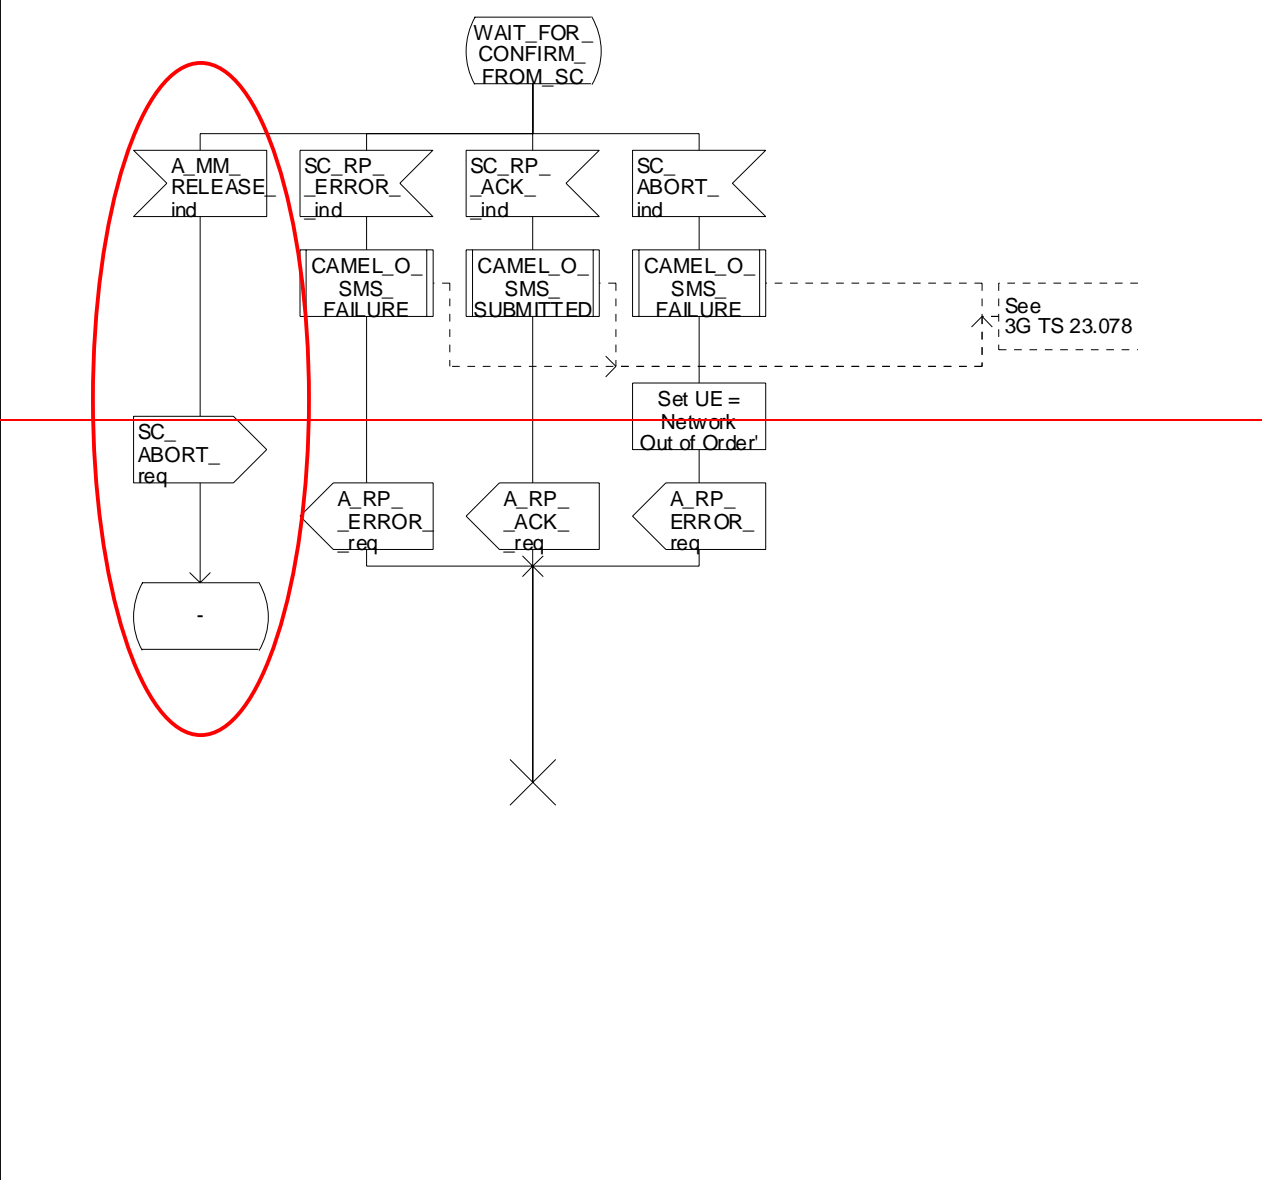 WAIT_FOR_
CONFIRM_
FROM_SC
A_MM_
RELEASE_
ind
SC_RP_
_ERROR_
_ind
SC_RP_
_ACK_
_ind
SC_
ABORT_
ind
CAMEL_O_
SMS_
FAILURE
CAMEL_O_
SMS_
SUBMITTED
CAMEL_O_
SMS_
FAILURE
See
3G TS 23.078
Set UE =
Network
Out of Order'
SC_
ABORT_
req
A_RP_
_ERROR_
_req
A_RP_
_ACK_
_req
A_RP_
ERROR_
req
-